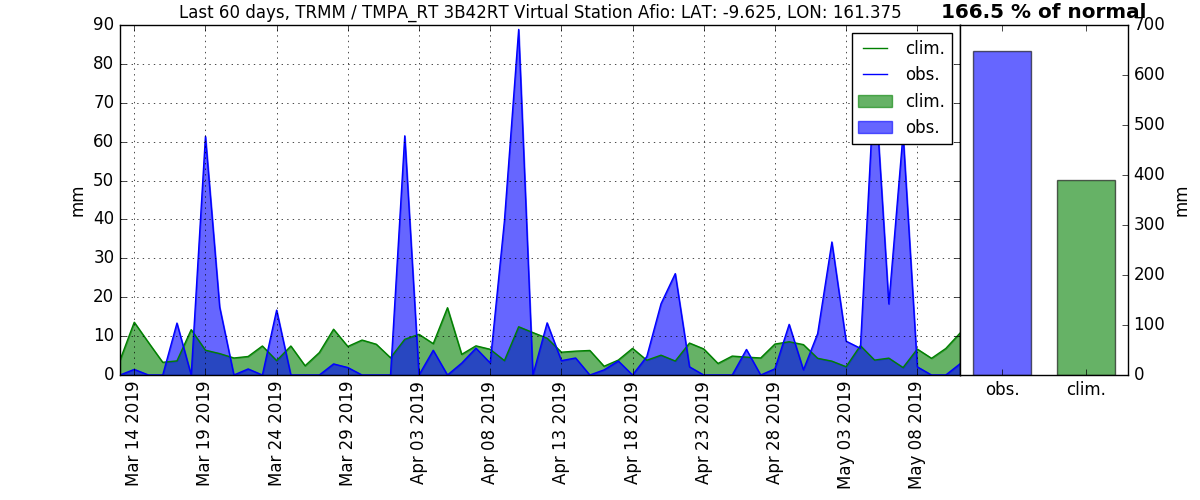 Last 60 days, TRMM / TMPA_RT 3B42RT Virtual Station Afio: LAT: -9.625, LON: 161.375
166.5 % of normal
90
80
70
60
50
40
30
20
10
0
mm
clim.
obs.
clim.
obs.
Mar 14 2019
Mar 19 2019
Mar 24 2019
Mar 29 2019
Apr 03 2019
Apr 08 2019
Apr 13 2019
Apr 18 2019
Apr 23 2019
Apr 28 2019
May 03 2019
May 08 2019
700
600
500
400
300
200
100
0
mm
obs.
clim.